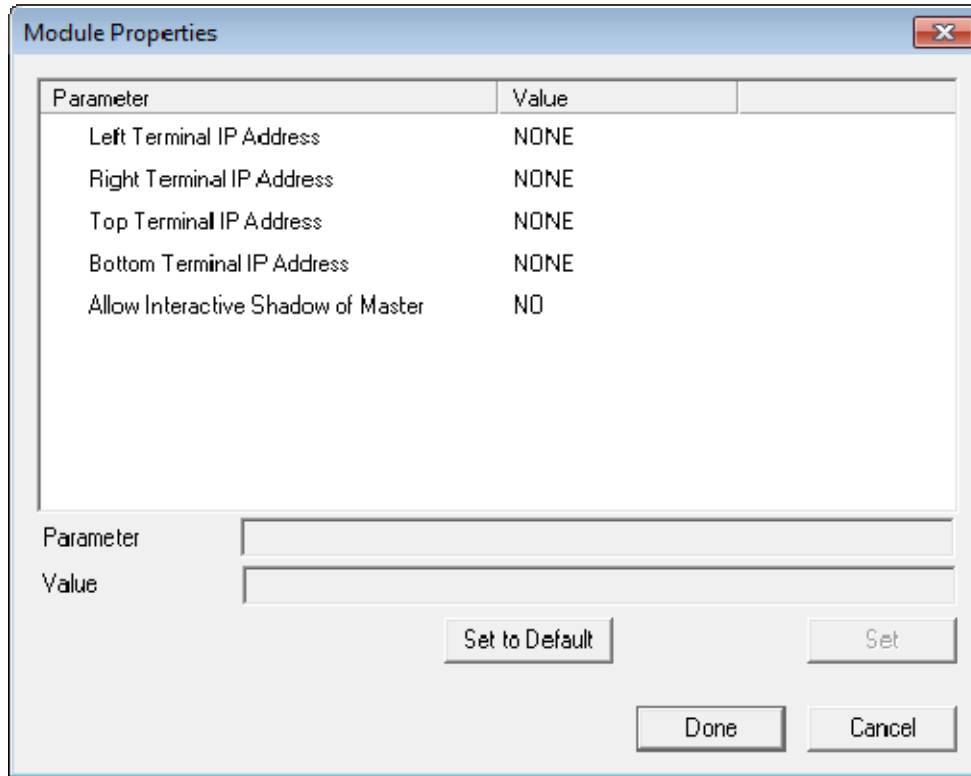 Module Properties
Parameter Value
Left Terminal IP Address NONE
Right Terminal IP Address NONE
Top Terminal IP Address NONE
Bottom Terminal IP Address NONE
Allow Interactive Shadow of Master NO
Parameter
Value
Set to Default Set
Done Cancel